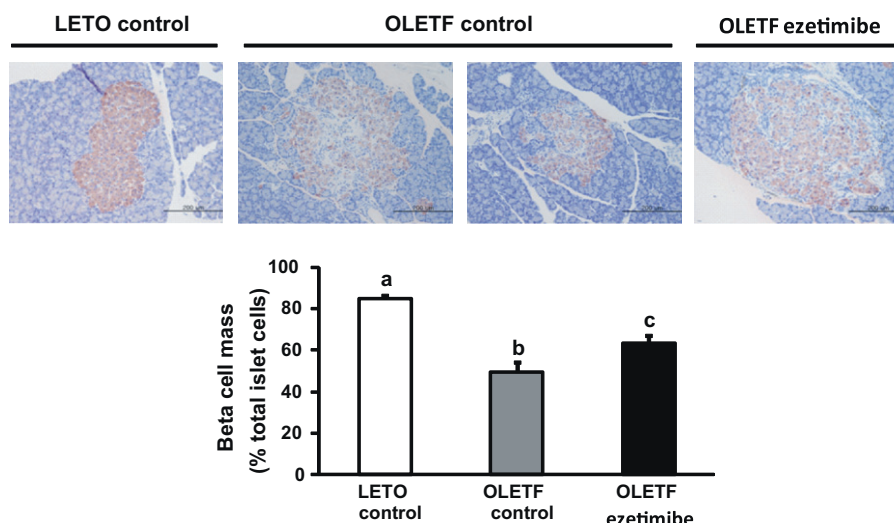 LETO control
OLETF control
OLETF ezetimibe
100
a
80
c
b
60
40
20
0
Beta cell mass
(% total islet cells)
LETO
control
OLETF
control
OLETF
ezetimibe